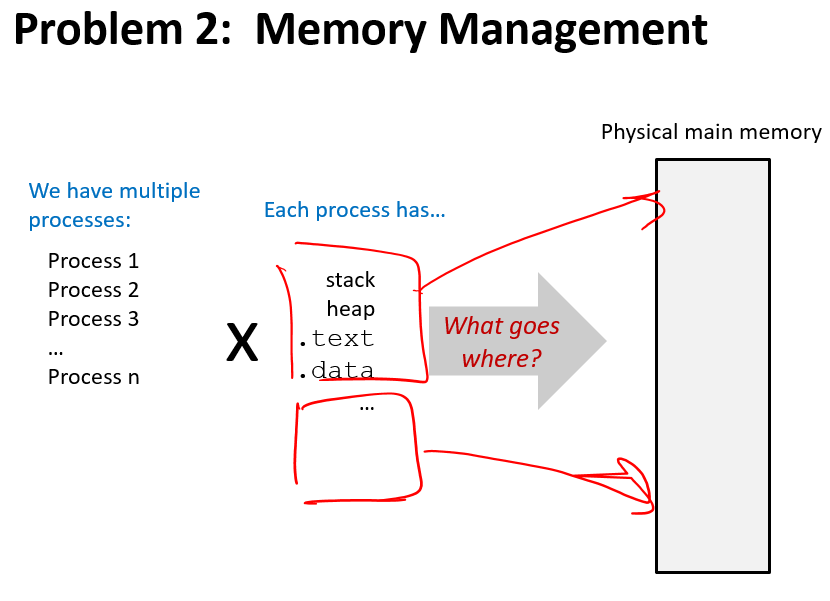 Problem 2:  Memory Management
Physical main memory
We have multiple
processes:
Each process has…
Process 1
Process 2
Process 3
…
Process n
X
stack
heap
.text
.data
…
What goes
where?